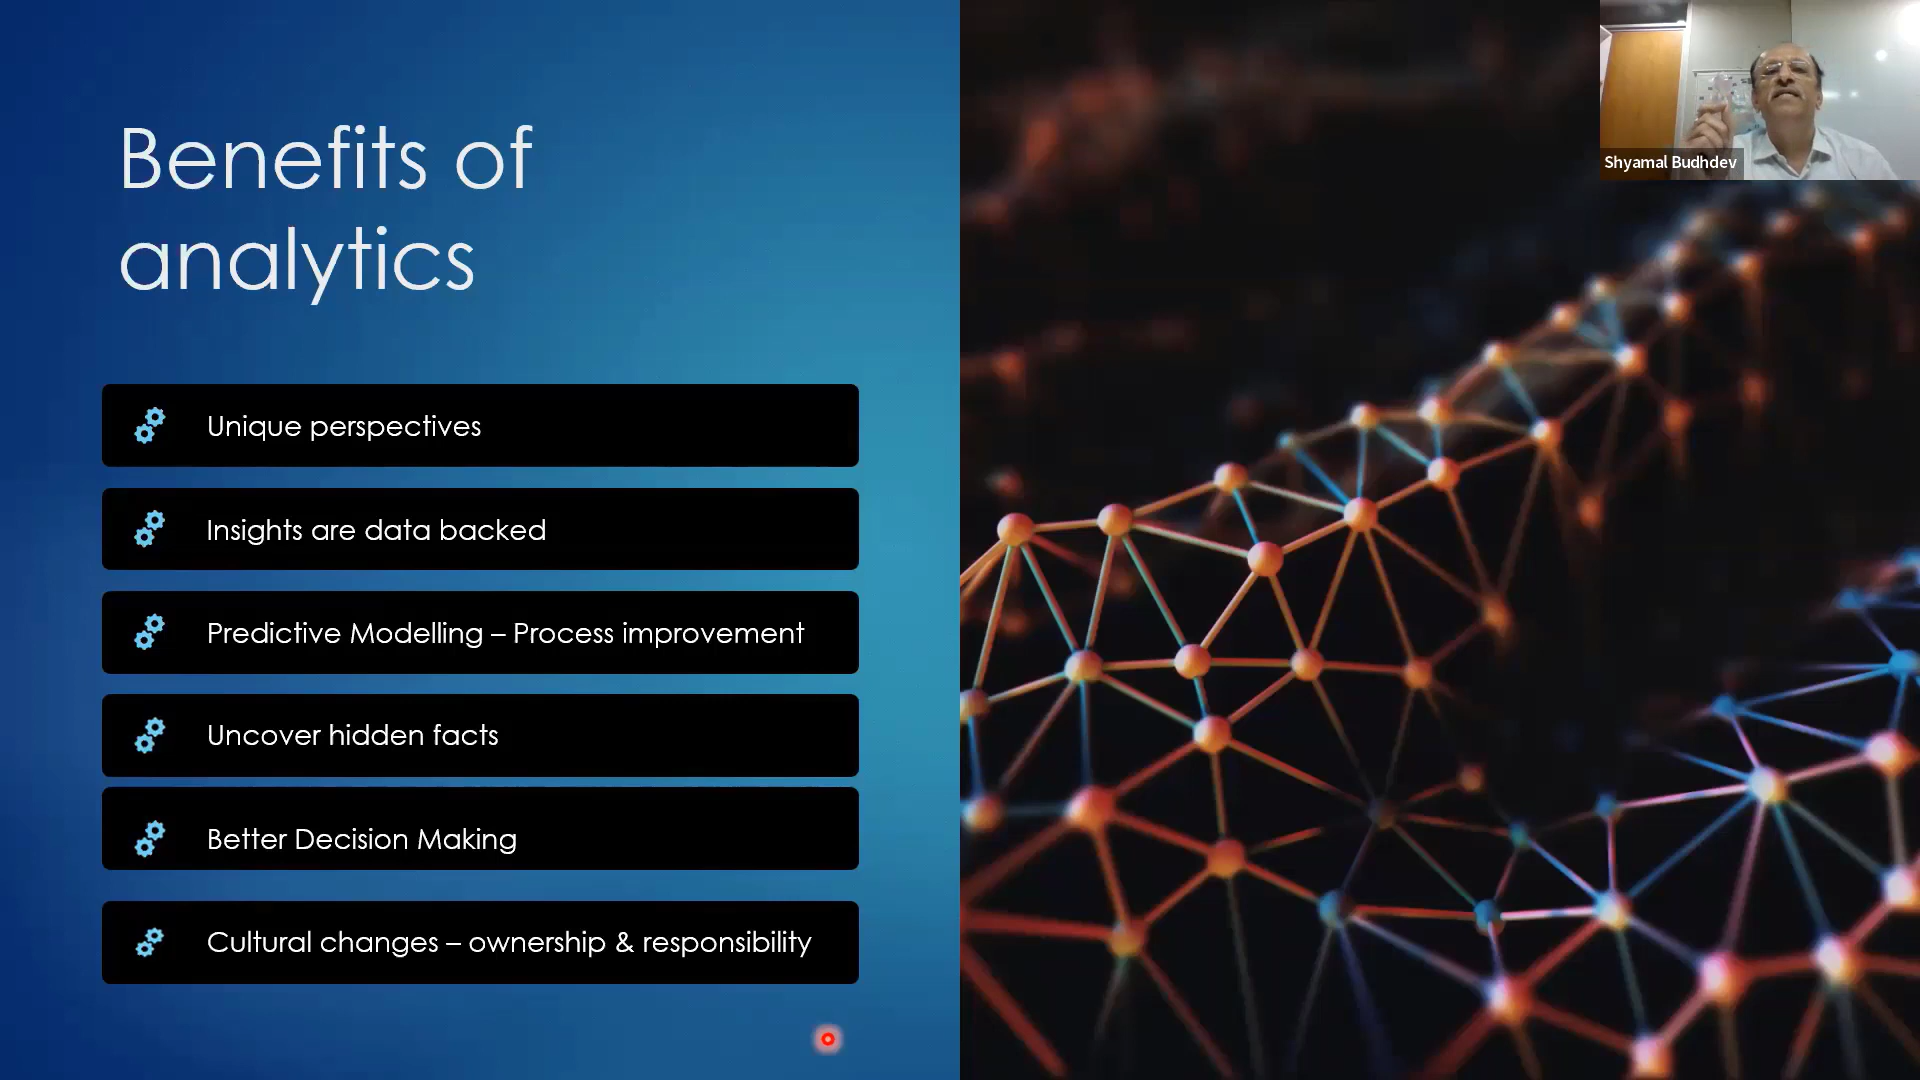 Benefits of
analytics
Unique perspectives
Insights are data backed
Predictive Modelling – Process improvement
Uncover hidden facts
Better Decision Making
Cultural changes – ownership & responsibility
Shyamal Budhdev